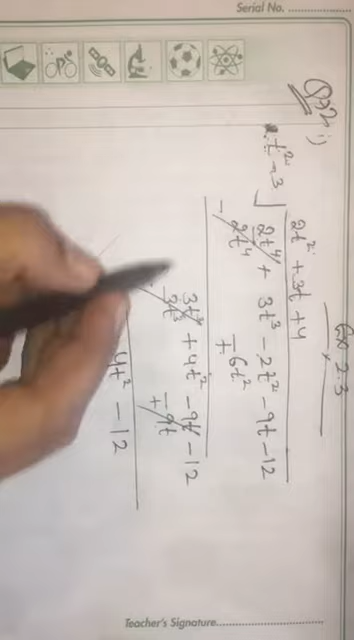 Serial No.
Ex 2.3
Q2. i)
2t² + 3t + 4
t² - 3 √ 2t⁴ + 3t³ - 2t² - 9t - 12
- 2t⁴ - + 6t²
3t³ + 4t² - 9t - 12
- 3t³ - + 9t
4t² - 12
Teacher's Signature